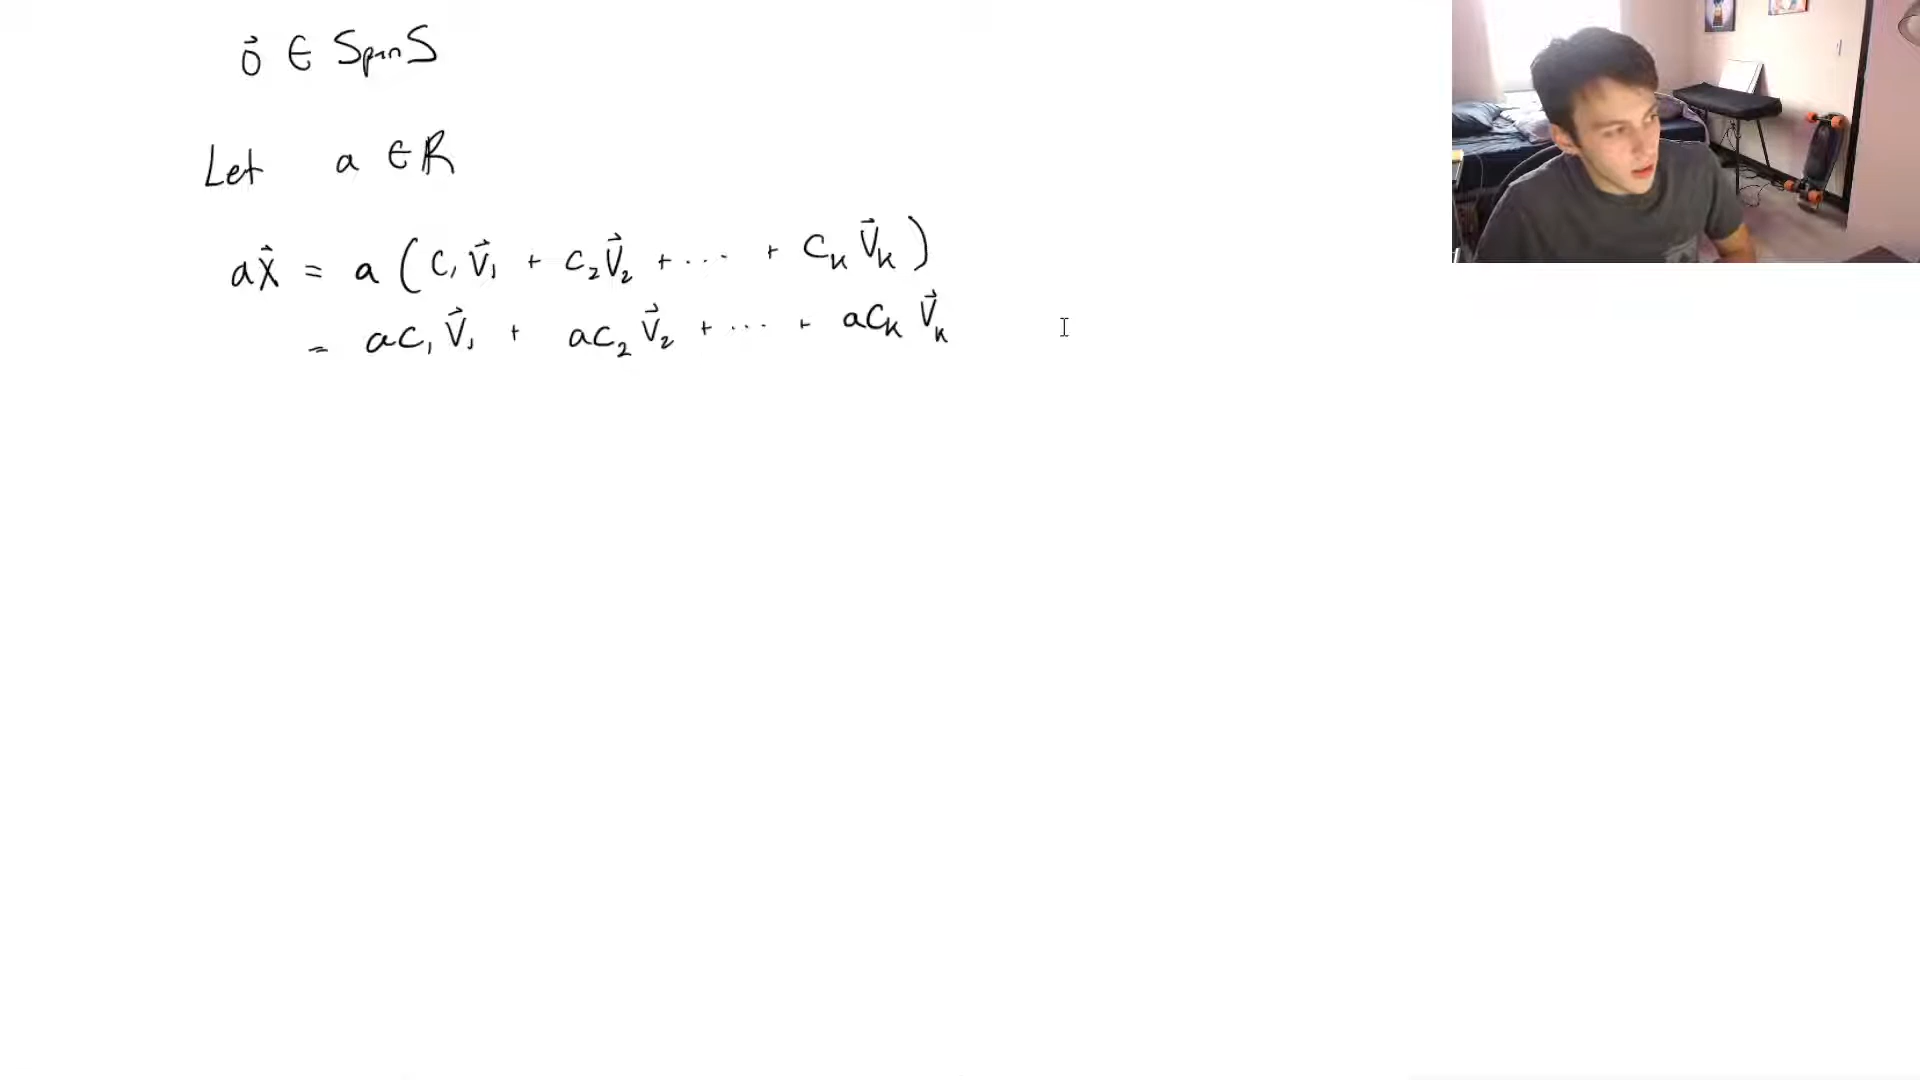 0⃗ ∈ Span S
Let a ∈ ℝ
ax⃗ = a (c₁v⃗₁ + c₂v⃗₂ + ... + cₖv⃗ₖ)
= ac₁v⃗₁ + ac₂v⃗₂ + ... + acₖv⃗ₖ